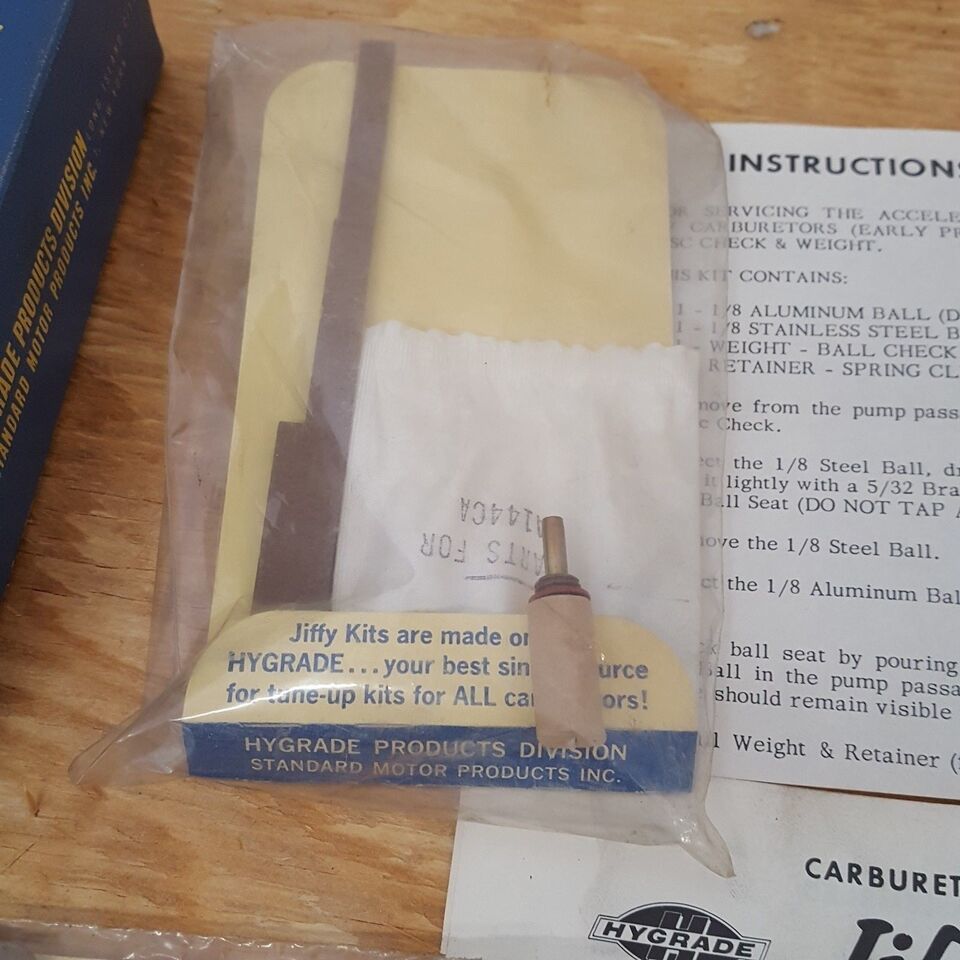 PRODUCTS DIVISION
STANDARD MOTOR PRODUCTS INC.
INSTRUCTIONS
SERVICING THE ACCELE
CARBURETORS (EARLY PR
CHECK & WEIGHT.
KIT CONTAINS:
1 - 1/8 ALUMINUM BALL (D
1 - 1/8 STAINLESS STEEL B
WEIGHT - BALL CHECK
RETAINER - SPRING CL
from the pump pass
Check.
the 1/8 Steel Ball, dr
it lightly with a 5/32 Bra
Ball Seat (DO NOT TAP A
the 1/8 Steel Ball.
the 1/8 Aluminum Bal
ball seat by pouring
Ball in the pump passa
should remain visible
Weight & Retainer
A144CA
ARTS FOR
Jiffy Kits are made
HYGRADE...your best
for tune-up kits for ALL
HYGRADE PRODUCTS DIVISION
STANDARD MOTOR PRODUCTS INC.
CARBURET
HYGRADE